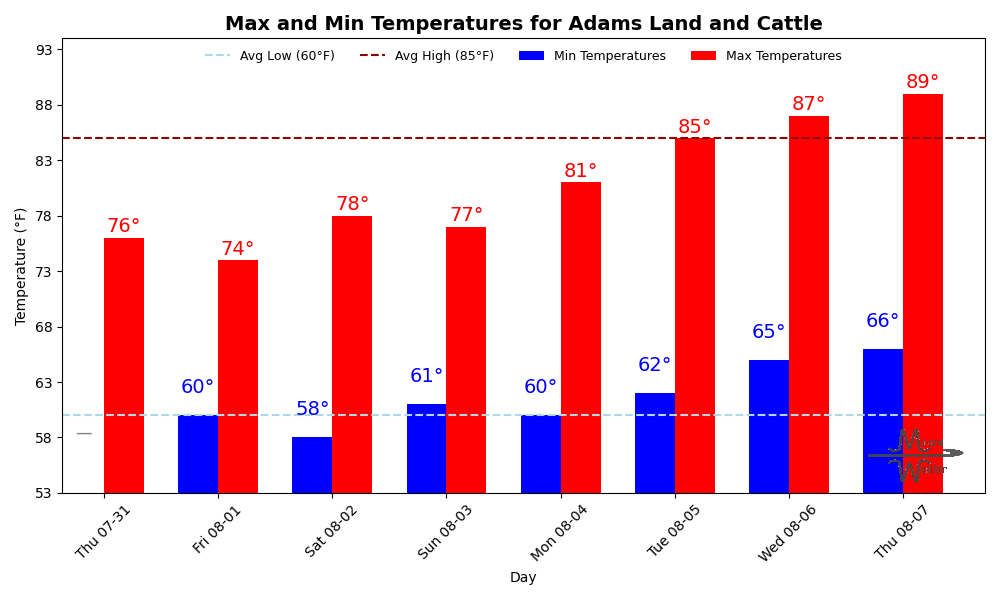 Max and Min Temperatures for Adams Land and Cattle
Avg Low (60°F)
Avg High (85°F)
Min Temperatures
Max Temperatures
Temperature (°F)
93
88
83
78
73
68
63
58
53
—
76°
60°
74°
58°
78°
61°
77°
60°
81°
62°
85°
65°
87°
66°
89°
Thu 07-31
Fri 08-01
Sat 08-02
Sun 08-03
Mon 08-04
Tue 08-05
Wed 08-06
Thu 08-07
Day